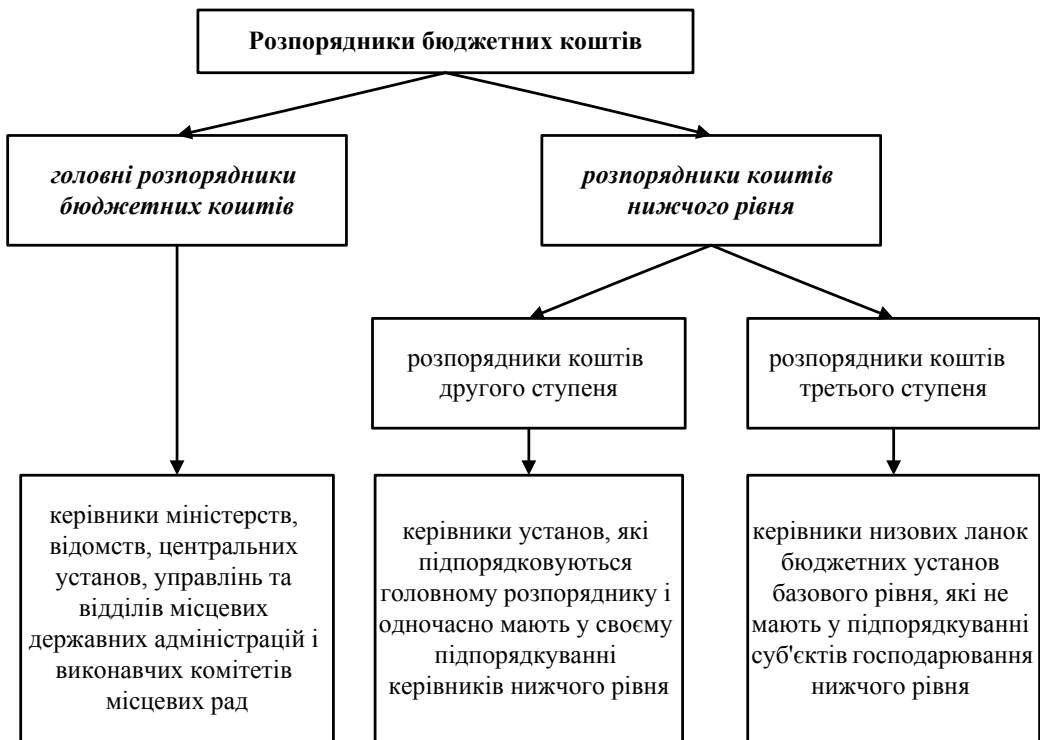 Розпорядники бюджетних коштів
головні розпорядники
бюджетних коштів
розпорядники коштів
нижчого рівня
розпорядники коштів
другого ступеня
розпорядники коштів
третього ступеня
керівники міністерств,
відомств, центральних
установ, управлінь та
відділів місцевих
державних адміністрацій і
виконавчих комітетів
місцевих рад
керівники установ, які
підпорядковуються
головному розпоряднику і
одночасно мають у своєму
підпорядкуванні
керівників нижчого рівня
керівники низових ланок
бюджетних установ
базового рівня, які не
мають у підпорядкуванні
суб'єктів господарювання
нижчого рівня